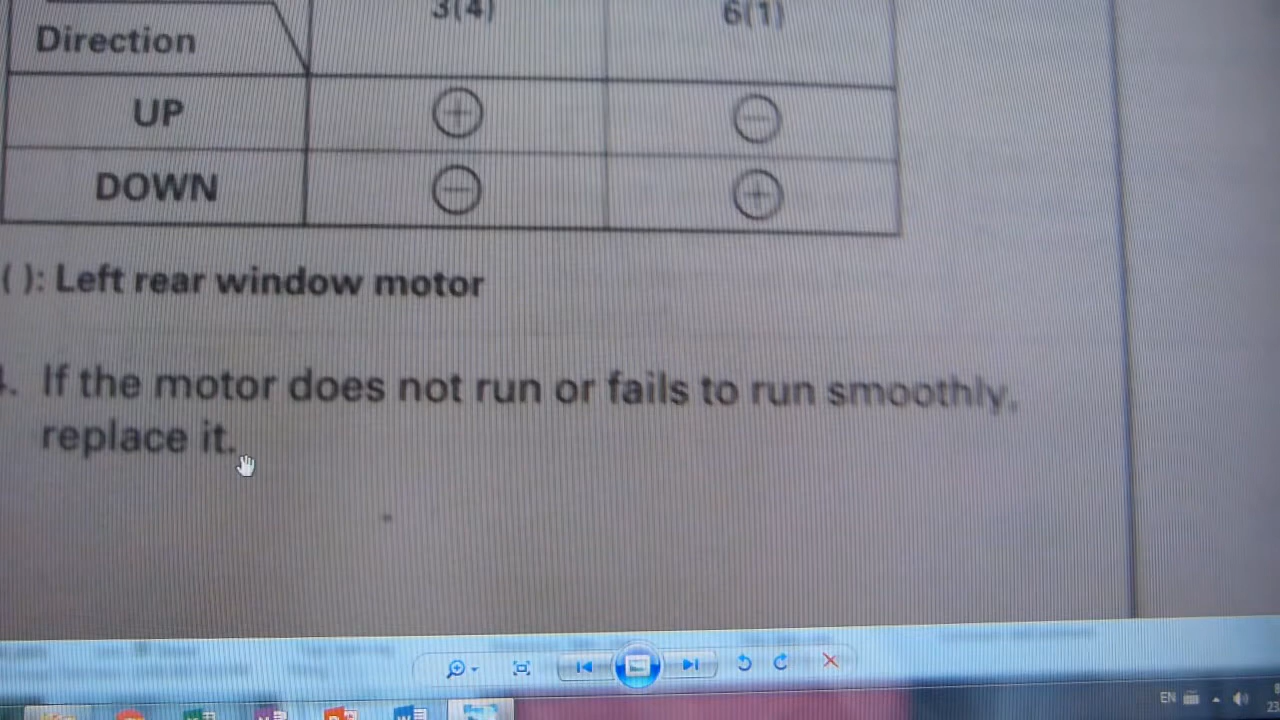 3(4) 6(1)
Direction
UP ⊕ ⊖
DOWN ⊖ ⊕
( ): Left rear window motor
. If the motor does not run or fails to run smoothly,
replace it.
EN
23